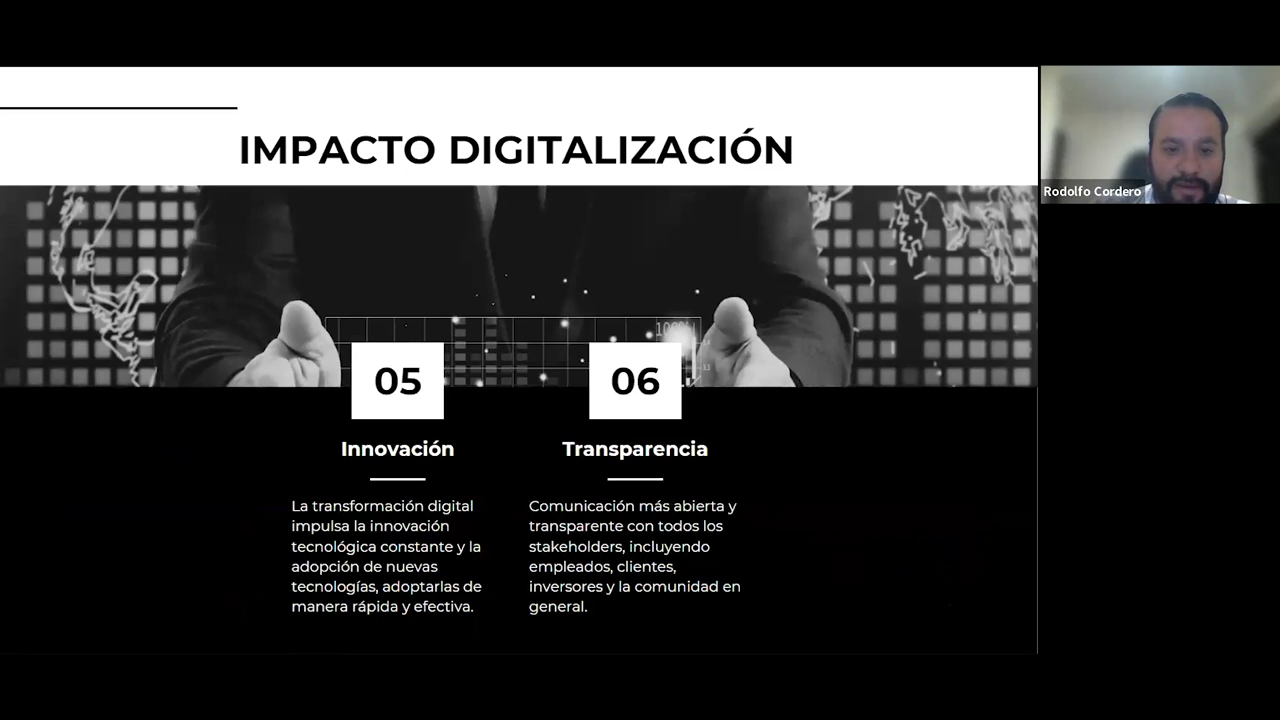 IMPACTO DIGITALIZACIÓN
Rodolfo Cordero
100%
05
06
Innovación
Transparencia
La transformación digital
impulsa la innovación
tecnológica constante y la
adopción de nuevas
tecnologías, adoptarlas de
manera rápida y efectiva.
Comunicación más abierta y
transparente con todos los
stakeholders, incluyendo
empleados, clientes,
inversores y la comunidad en
general.